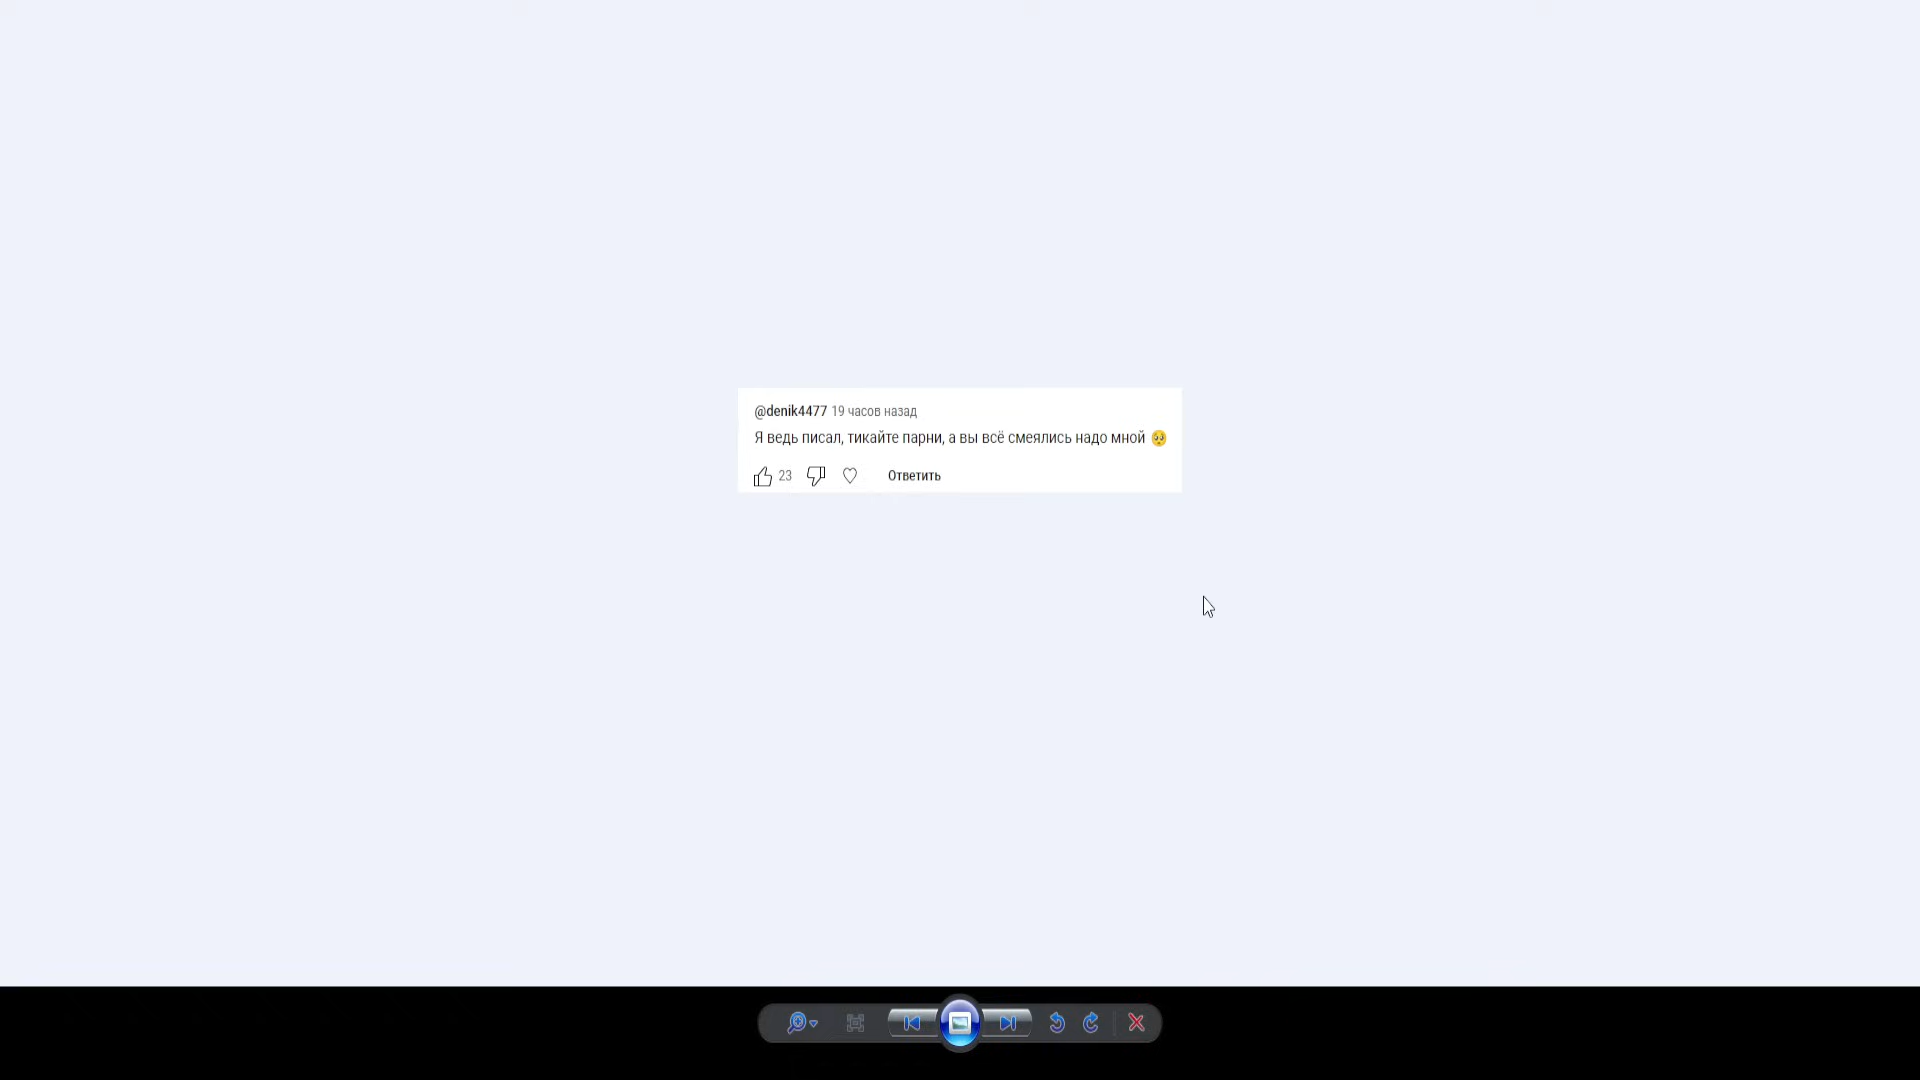 @denik4477 19 часов назад
Я ведь писал, тикайте парни, а вы всё смеялись надо мной 🥺
23 Ответить